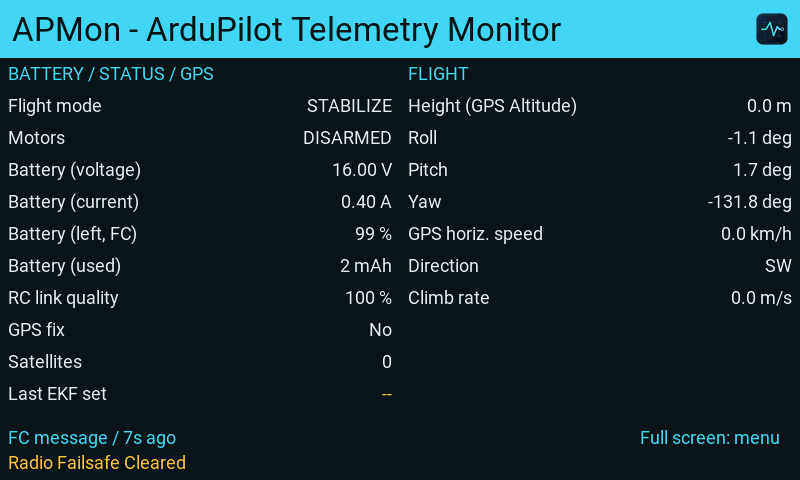 APMon - ArduPilot Telemetry Monitor
BATTERY / STATUS / GPS
Flight mode STABILIZE
Motors DISARMED
Battery (voltage) 16.00 V
Battery (current) 0.40 A
Battery (left, FC) 99 %
Battery (used) 2 mAh
RC link quality 100 %
GPS fix No
Satellites 0
Last EKF set --
FLIGHT
Height (GPS Altitude) 0.0 m
Roll -1.1 deg
Pitch 1.7 deg
Yaw -131.8 deg
GPS horiz. speed 0.0 km/h
Direction SW
Climb rate 0.0 m/s
FC message / 7s ago
Radio Failsafe Cleared
Full screen: menu